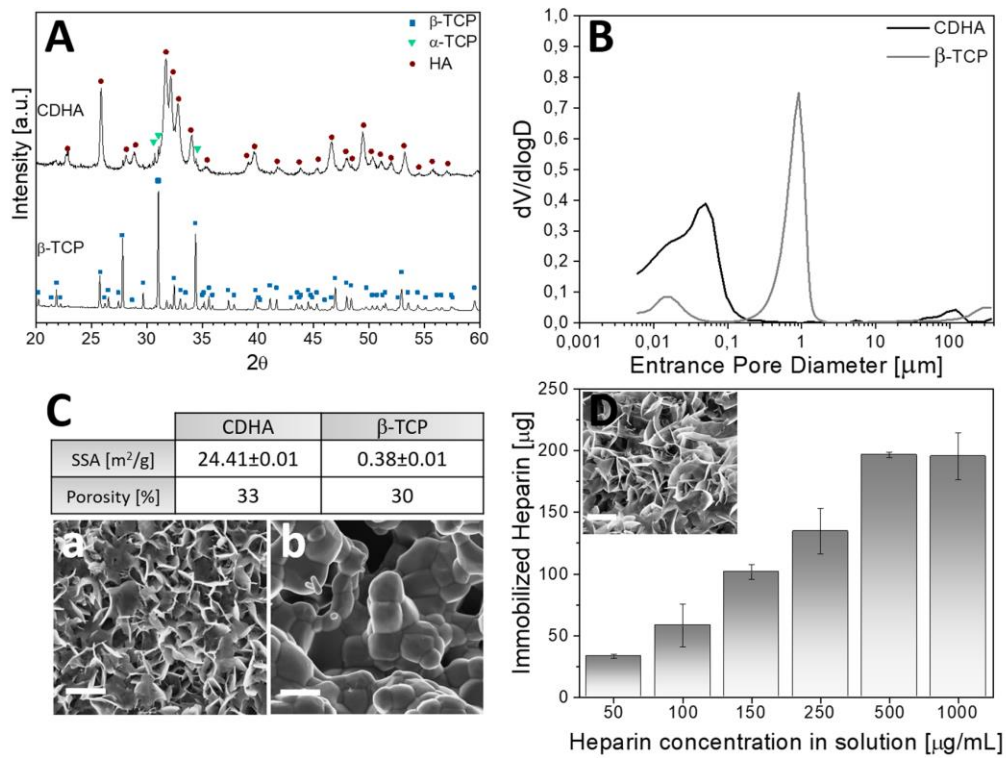 A
β-TCP
α-TCP
HA
CDHA
β-TCP
Intensity [a.u.]
20 25 30 35 40 45 50 55 60
2θ
B
CDHA
β-TCP
1,0
0,9
0,8
0,7
0,6
0,5
0,4
0,3
0,2
0,1
0,0
dV/dlogD
0,001 0,01 0,1 1 10 100
Entrance Pore Diameter [μm]
C
CDHA β-TCP
SSA [m²/g] 24.41±0.01 0.38±0.01
Porosity [%] 33 30
a
b
D
250
200
150
100
50
0
Immobilized Heparin [μg]
50 100 150 250 500 1000
Heparin concentration in solution [μg/mL]